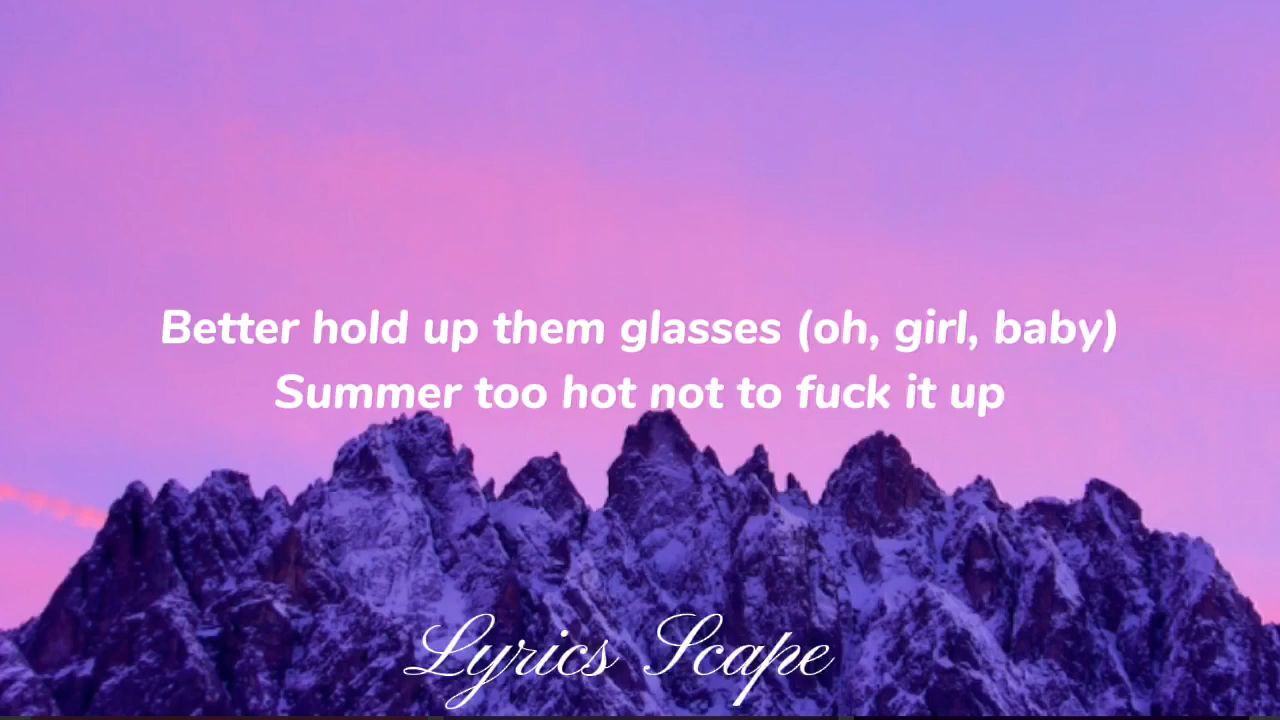 Better hold up them glasses (oh, girl, baby)
Summer too hot not to fuck it up
Lyrics Scape